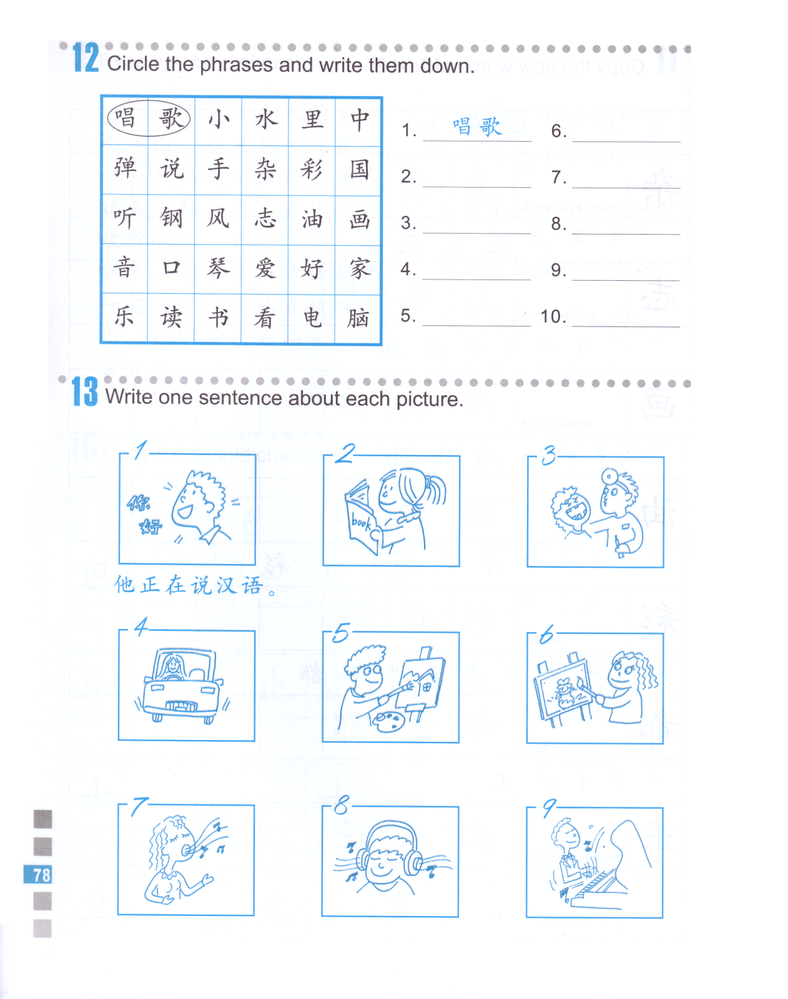 12 Circle the phrases and write them down.
唱 歌 小 水 里 中
弹 说 手 杂 彩 国
听 钢 风 志 油 画
音 口 琴 爱 好 家
乐 读 书 看 电 脑
1. 唱歌 6.
2. 7.
3. 8.
4. 9.
5. 10.
13 Write one sentence about each picture.
1 2 3
你
好
book
他正在说汉语。
4 5 6
7 8 9
78